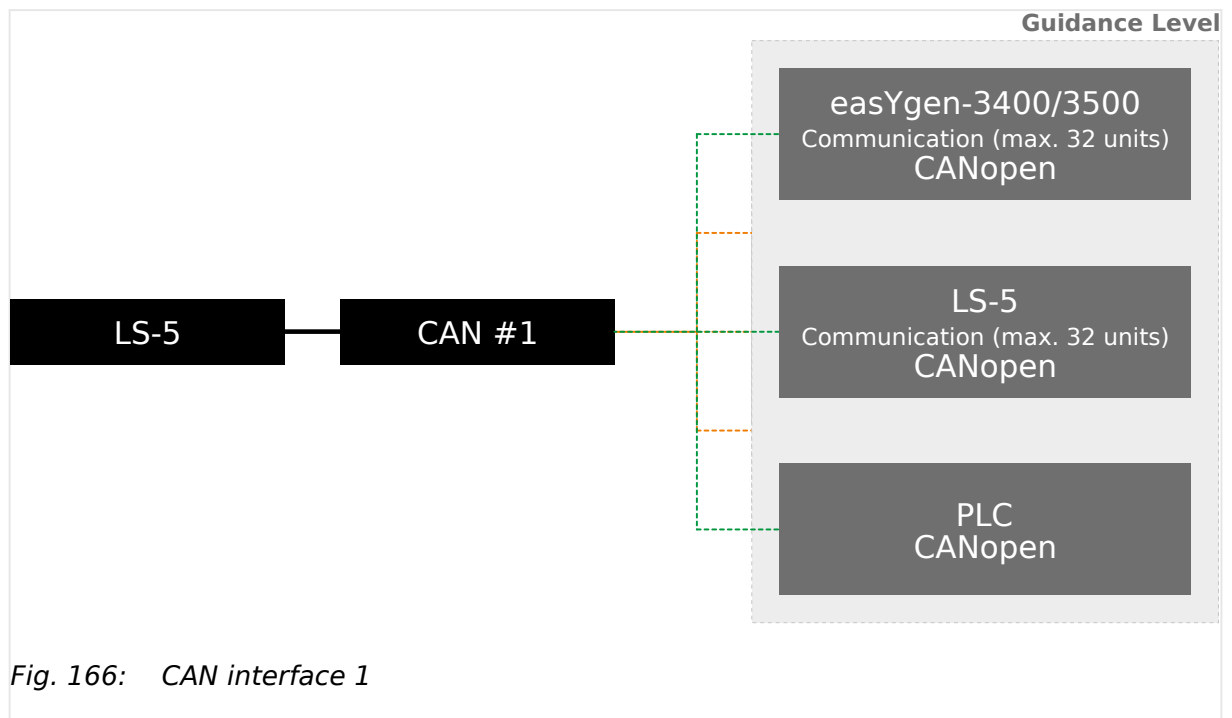 Guidance Level
easYgen-3400/3500
Communication (max. 32 units)
CANopen
LS-5
CAN #1
LS-5
Communication (max. 32 units)
CANopen
PLC
CANopen
Fig. 166: CAN interface 1